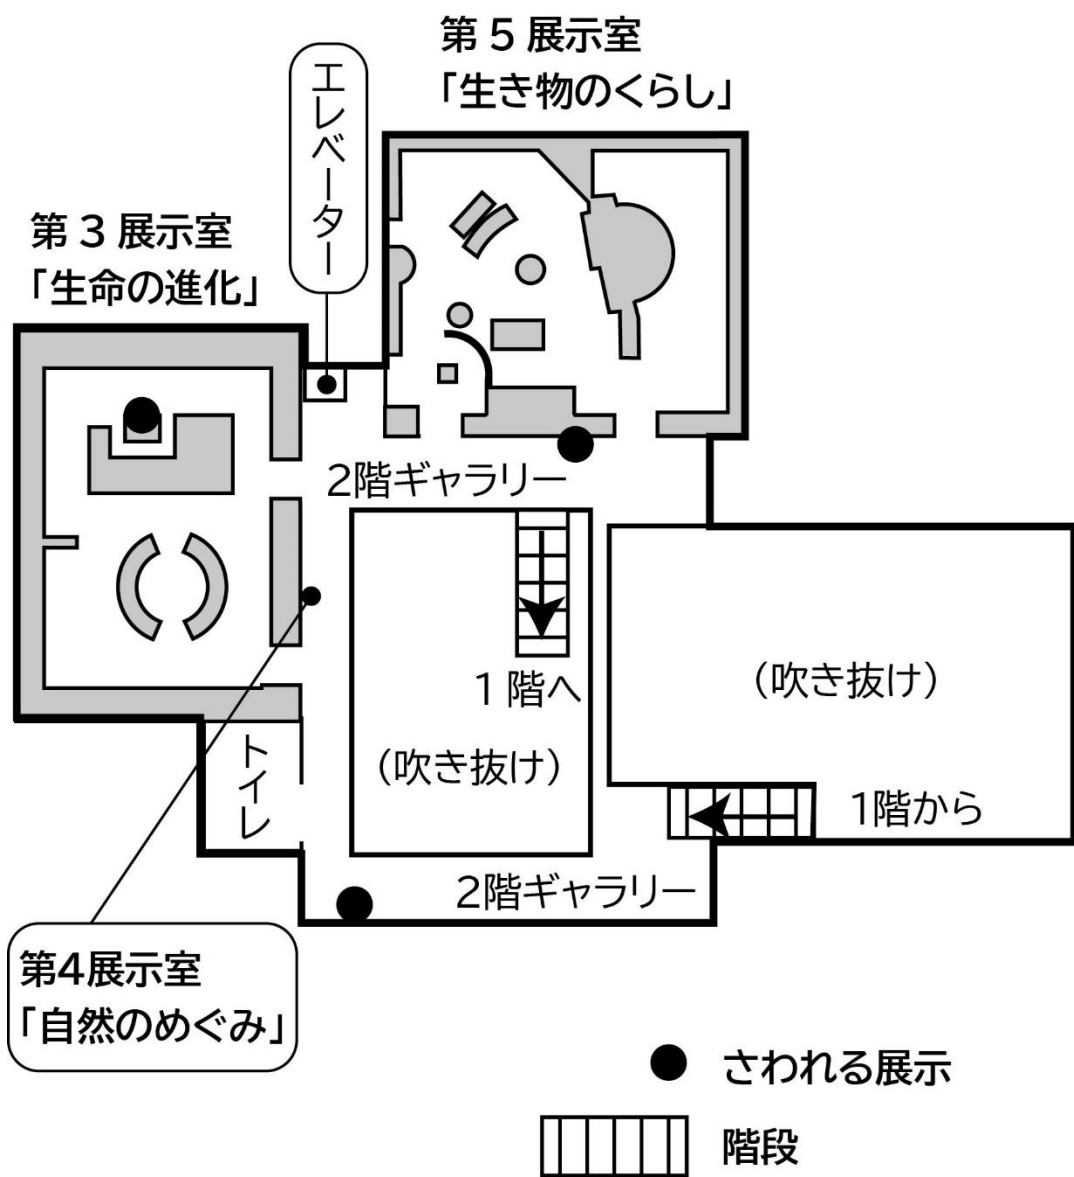 第5展示室
「生き物のくらし」
エレベーター
第3展示室
「生命の進化」
2階ギャラリー
1階へ
（吹き抜け）
（吹き抜け）
トイレ
1階から
2階ギャラリー
第4展示室
「自然のめぐみ」
さわれる展示
階段